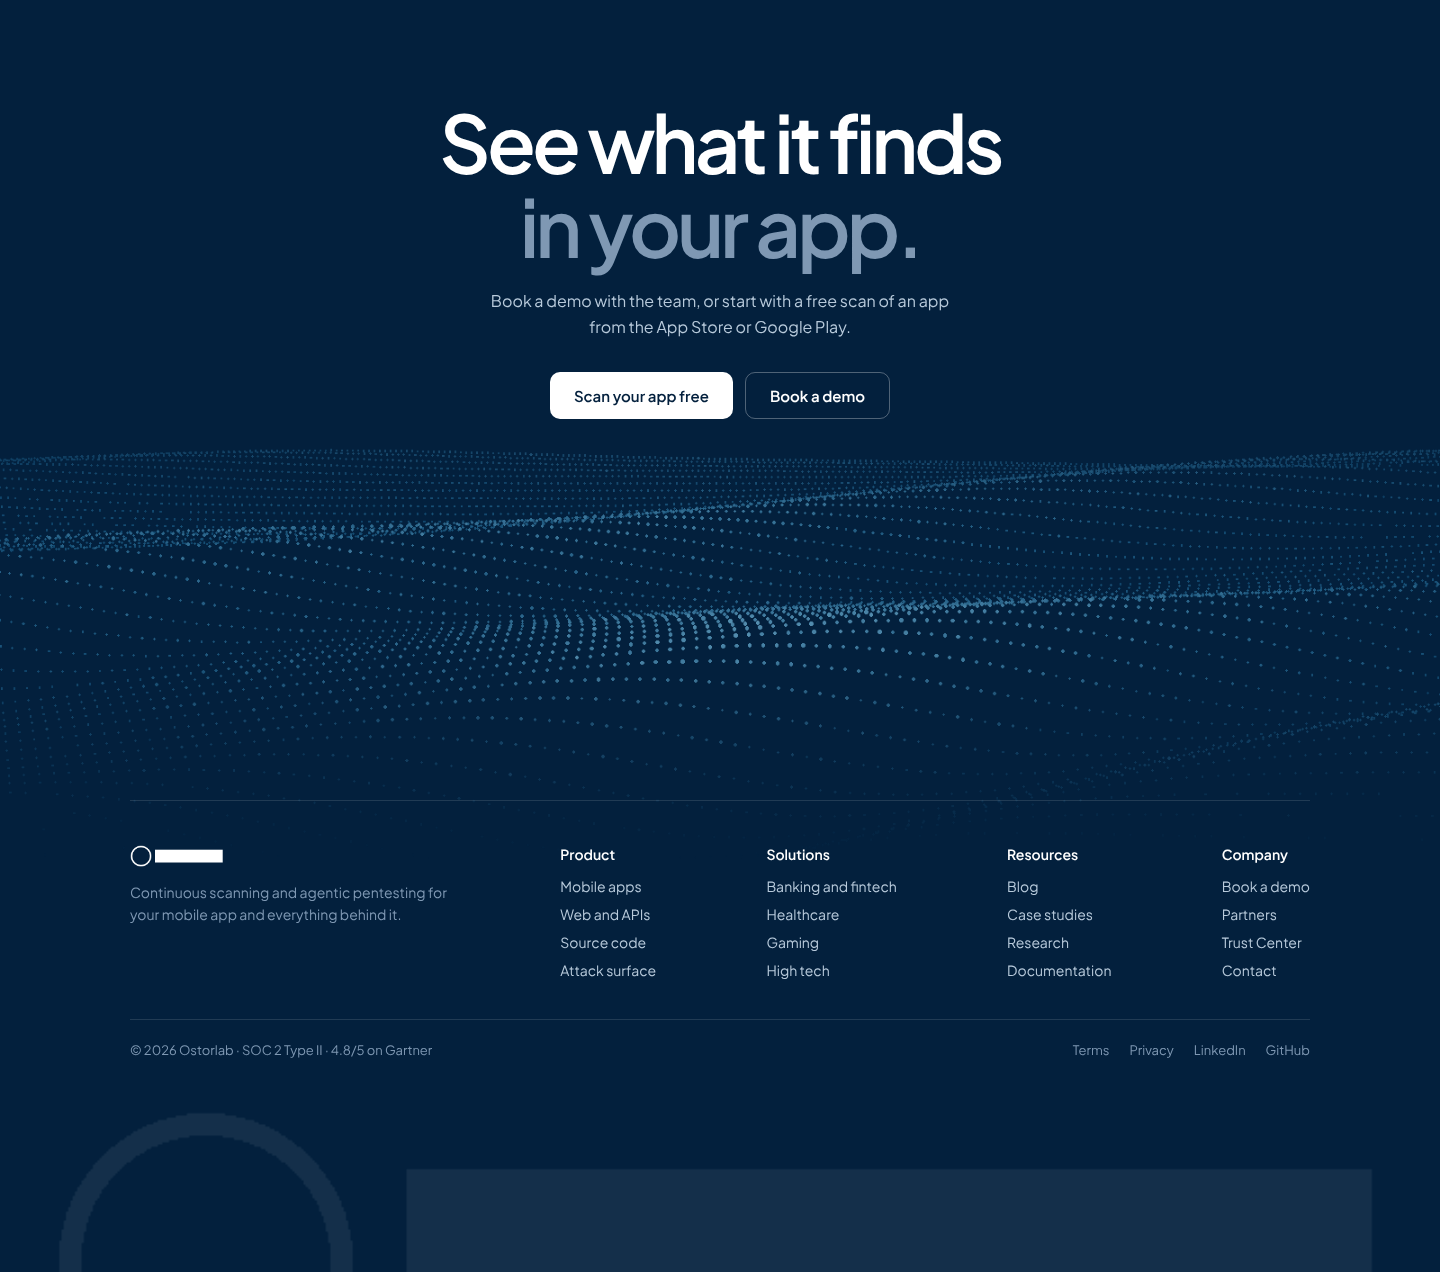 See what it finds
in your app.
Book a demo with the team, or start with a free scan of an app
from the App Store or Google Play.
Scan your app free
Book a demo
Continuous scanning and agentic pentesting for
your mobile app and everything behind it.
Product
Mobile apps
Web and APIs
Source code
Attack surface
Solutions
Banking and fintech
Healthcare
Gaming
High tech
Resources
Blog
Case studies
Research
Documentation
Company
Book a demo
Partners
Trust Center
Contact
© 2026 Ostorlab · SOC 2 Type II · 4.8/5 on Gartner
Terms
Privacy
LinkedIn
GitHub